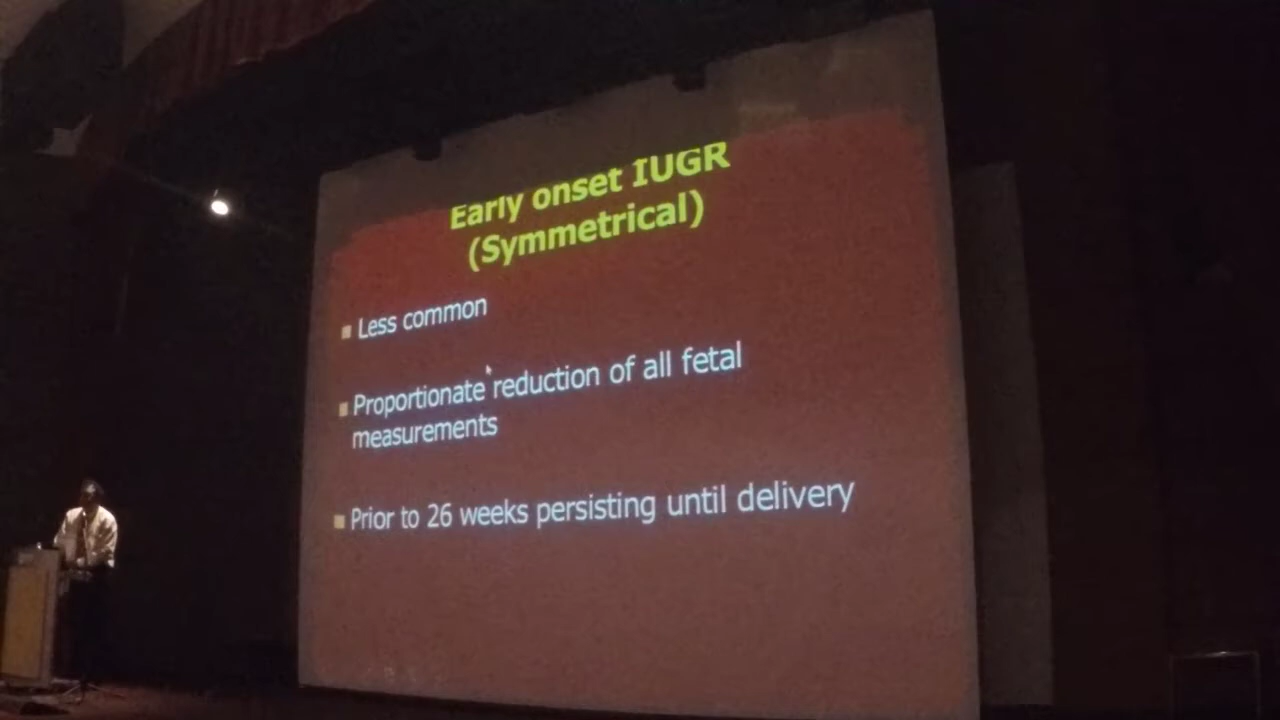 Early onset IUGR
(Symmetrical)
Less common
Proportionate reduction of all fetal
measurements
Prior to 26 weeks persisting until delivery